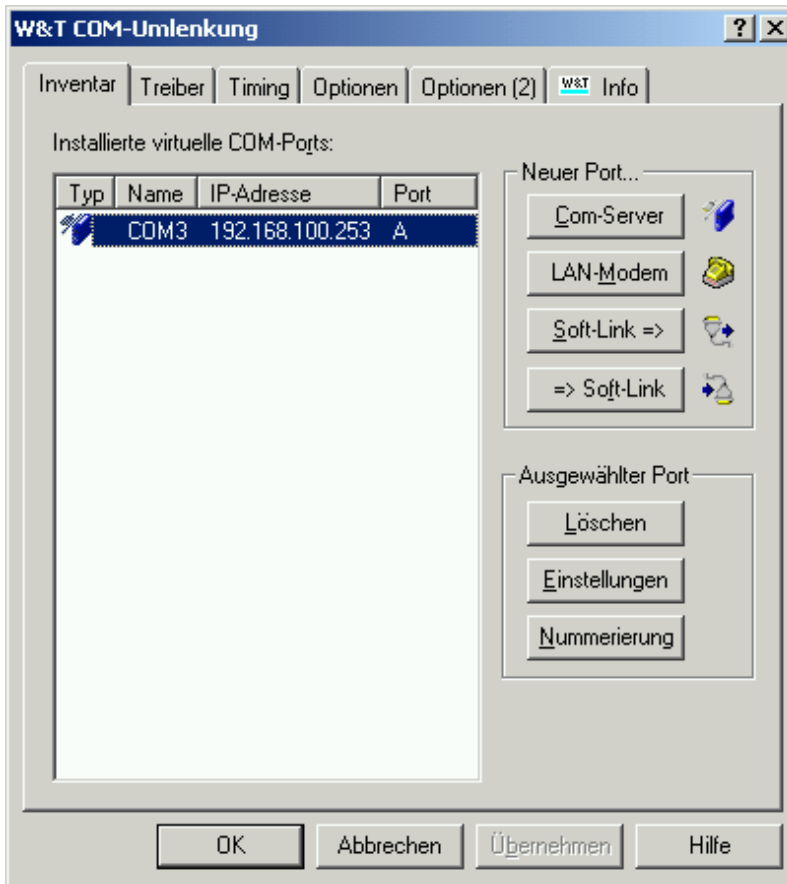 W&T COM-Umlenkung
Inventar Treiber Timing Optionen Optionen (2) W&T Info
Installierte virtuelle COM-Ports:
Typ Name IP-Adresse Port
COM3 192.168.100.253 A
Neuer Port...
Com-Server
LAN-Modem
Soft-Link =>
=> Soft-Link
Ausgewählter Port
Löschen
Einstellungen
Nummerierung
OK Abbrechen Übernehmen Hilfe